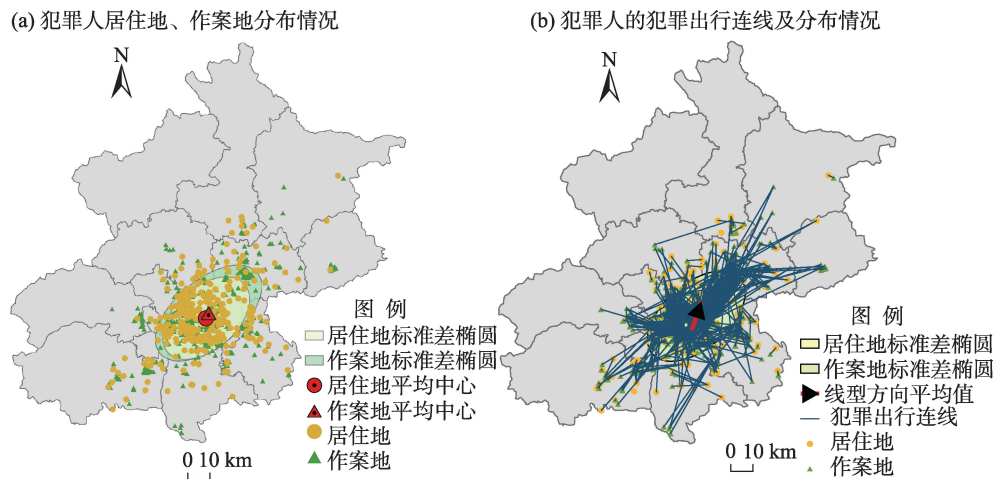 (a) 犯罪人居住地、作案地分布情况
N
图 例
居住地标准差椭圆
作案地标准差椭圆
居住地平均中心
作案地平均中心
居住地
作案地
0 10 km
(b) 犯罪人的犯罪出行连线及分布情况
N
图 例
居住地标准差椭圆
作案地标准差椭圆
线型方向平均值
犯罪出行连线
居住地
作案地
0 10 km